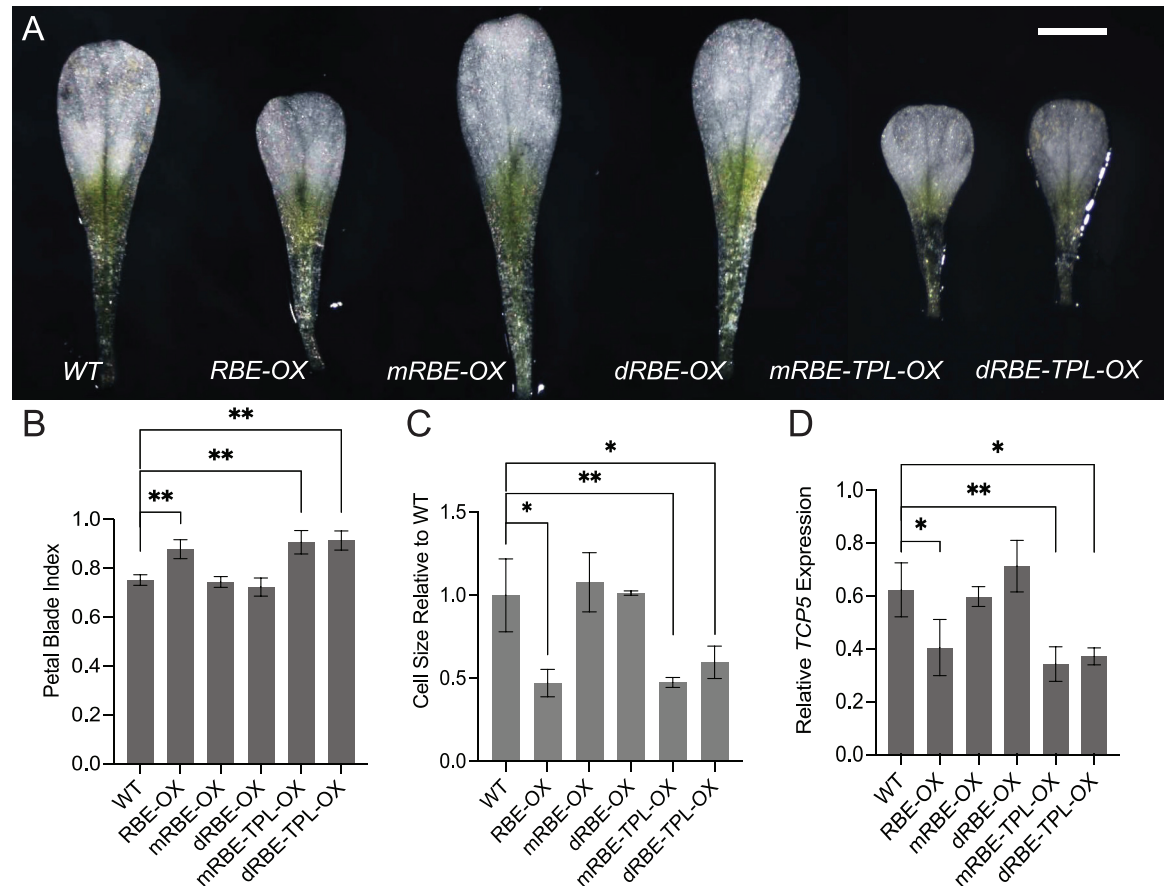 A
WT
RBE-OX
mRBE-OX
dRBE-OX
mRBE-TPL-OX
dRBE-TPL-OX
B
Petal Blade Index
1.0
0.8
0.6
0.4
0.2
0.0
**
**
**
WT
RBE-OX
mRBE-OX
dRBE-OX
mRBE-TPL-OX
dRBE-TPL-OX
C
Cell Size Relative to WT
1.5
1.0
0.5
0.0
*
**
*
WT
RBE-OX
mRBE-OX
dRBE-OX
mRBE-TPL-OX
dRBE-TPL-OX
D
Relative TCP5 Expression
1.0
0.8
0.6
0.4
0.2
0.0
*
**
*
WT
RBE-OX
mRBE-OX
dRBE-OX
mRBE-TPL-OX
dRBE-TPL-OX